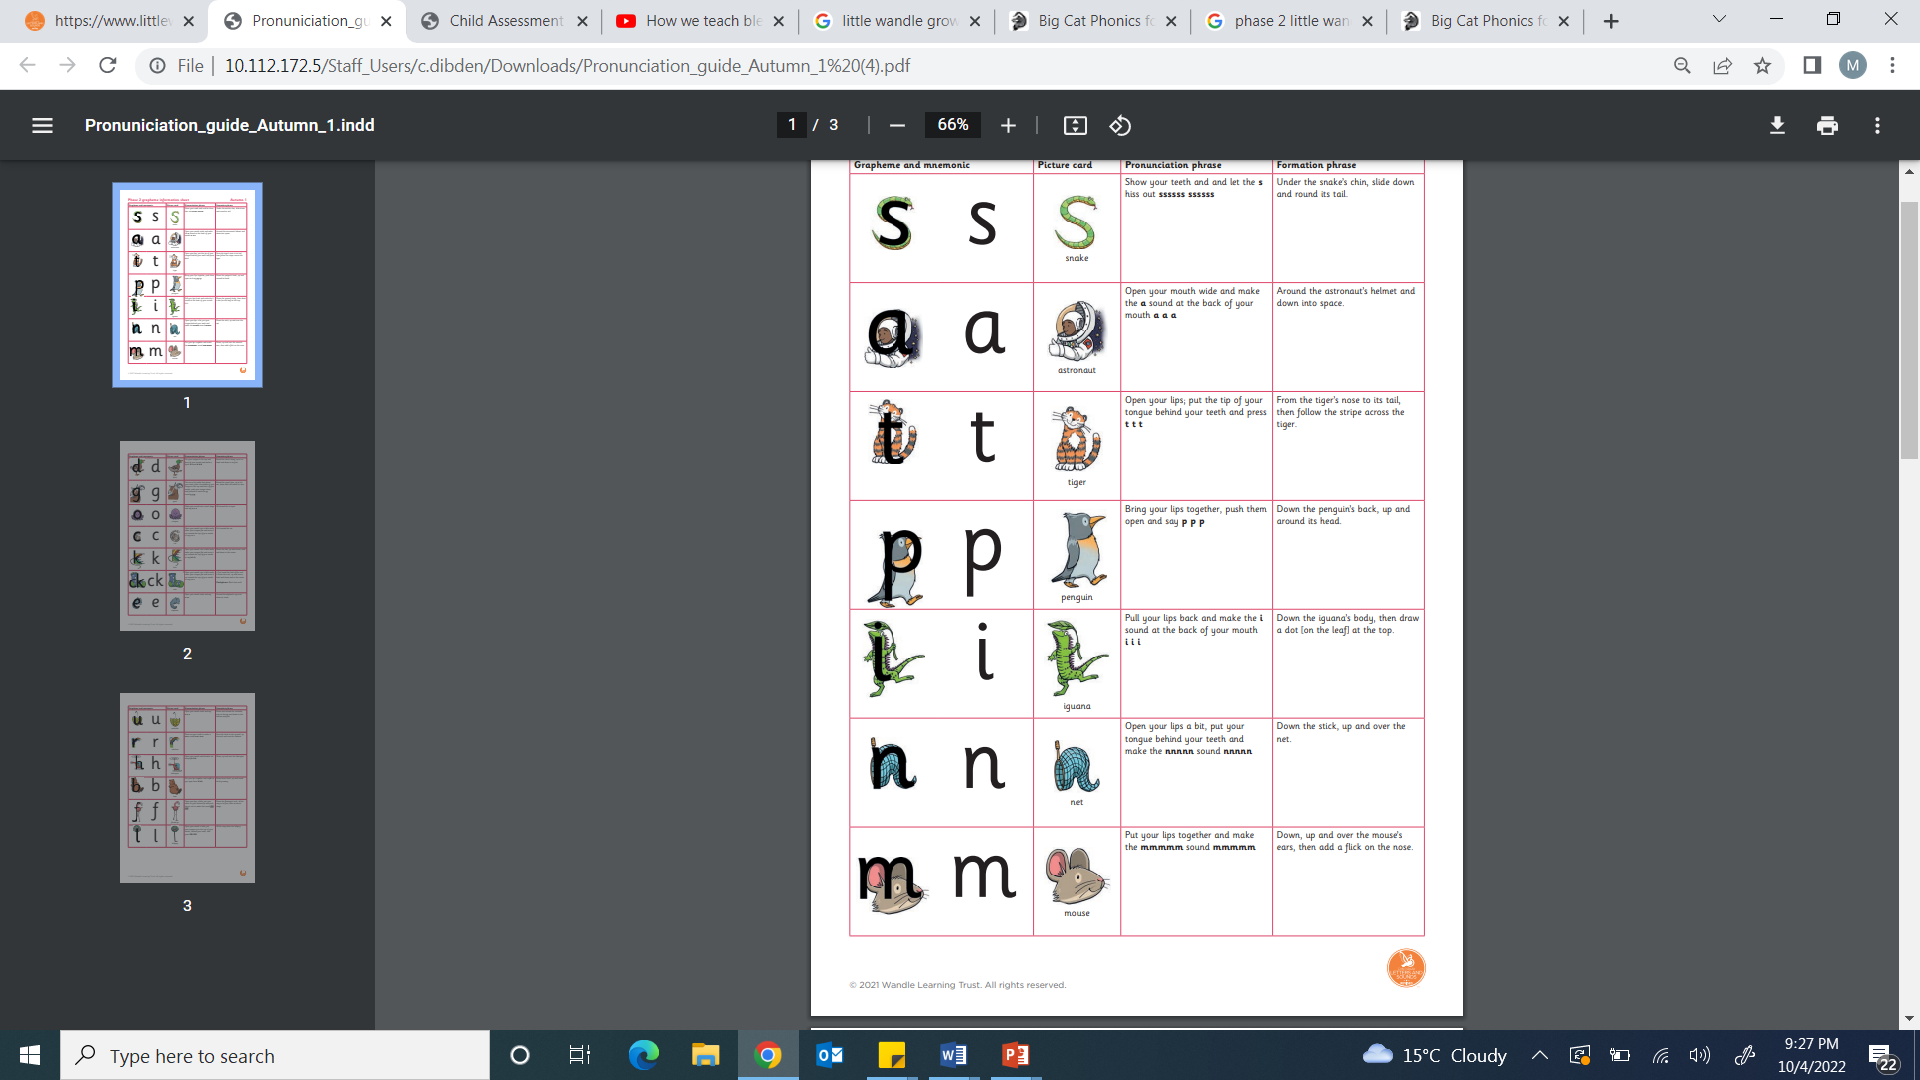 https://www.little
Pronunciation_gu
Child Assessment
How we teach ble
little wandle grow
Big Cat Phonics fo
phase 2 little wan
Big Cat Phonics fo
File
10.112.172.5/Staff_Users/c.dibden/Downloads/Pronunciation_guide_Autumn_1%20(4).pdf
M
Pronuniciation_guide_Autumn_1.indd
1 / 3
66%
Grapheme and mnemonic Picture card Pronunciation phrase Formation phrase
s s
snake
Show your teeth and and let the s
hiss out ssssss ssssss
Under the snake's chin, slide down
and round its tail.
a a
astronaut
Open your mouth wide and make
the a sound at the back of your
mouth a a a
Around the astronaut's helmet and
down into space.
t t
tiger
Open your lips; put the tip of your
tongue behind your teeth and press
t t t
From the tiger's nose to its tail,
then follow the stripe across the
tiger.
p p
penguin
Bring your lips together, push them
open and say p p p
Down the penguin's back, up and
around its head.
i i
iguana
Pull your lips back and make the i
sound at the back of your mouth
i i i
Down the iguana's body, then draw
a dot [on the leaf] at the top.
n n
net
Open your lips a bit, put your
tongue behind your teeth and
make the nnnnn sound nnnnn
Down the stick, up and over the
net.
m m
mouse
Put your lips together and make
the mmmmm sound mmmmm
Down, up and over the mouse's
ears, then add a flick on the nose.
© 2021 Wandle Learning Trust. All rights reserved.
LETTERS AND
SOUNDS
s s
a a
t t
p p
i i
n n
m m
1
d d
g g
o o
c c
k k
ck ck
e e
2
u u
r r
h h
b b
f f
l l
3
Type here to search
15°C Cloudy
9:27 PM
10/4/2022
22